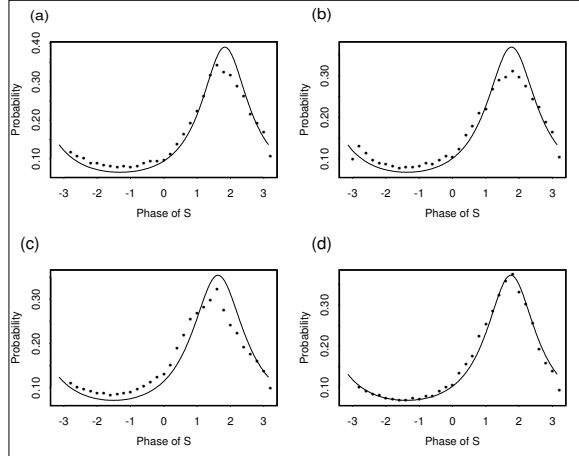 (a)
Probability
0.40
0.30
0.20
0.10
-3 -2 -1 0 1 2 3
Phase of S
(b)
Probability
0.30
0.20
0.10
-3 -2 -1 0 1 2 3
Phase of S
(c)
Probability
0.30
0.20
0.10
-3 -2 -1 0 1 2 3
Phase of S
(d)
Probability
0.30
0.20
0.10
-3 -2 -1 0 1 2 3
Phase of S